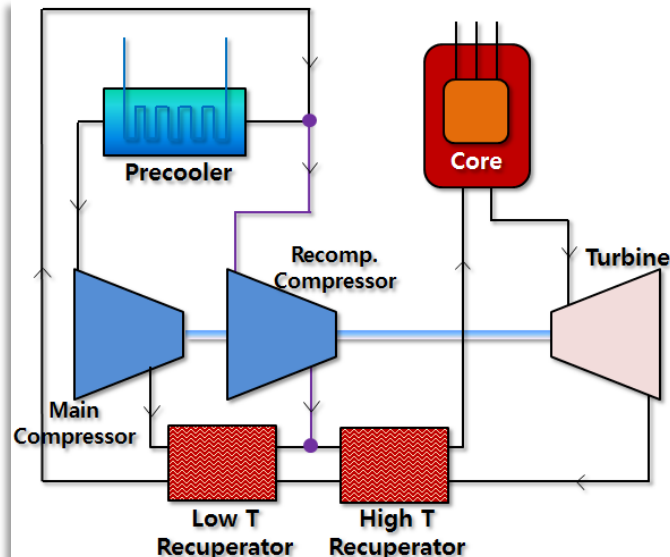 Precooler
Core
Recomp.
Compressor
Turbine
Main
Compressor
Low T
Recuperator
High T
Recuperator